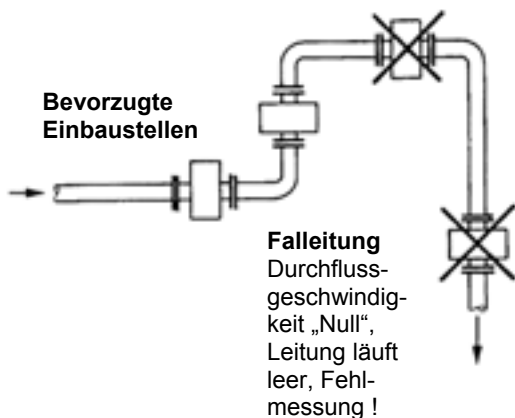 Bevorzugte
Einbaustellen
Falleitung
Durchfluss-
geschwindig-
keit „Null“,
Leitung läuft
leer, Fehl-
messung !